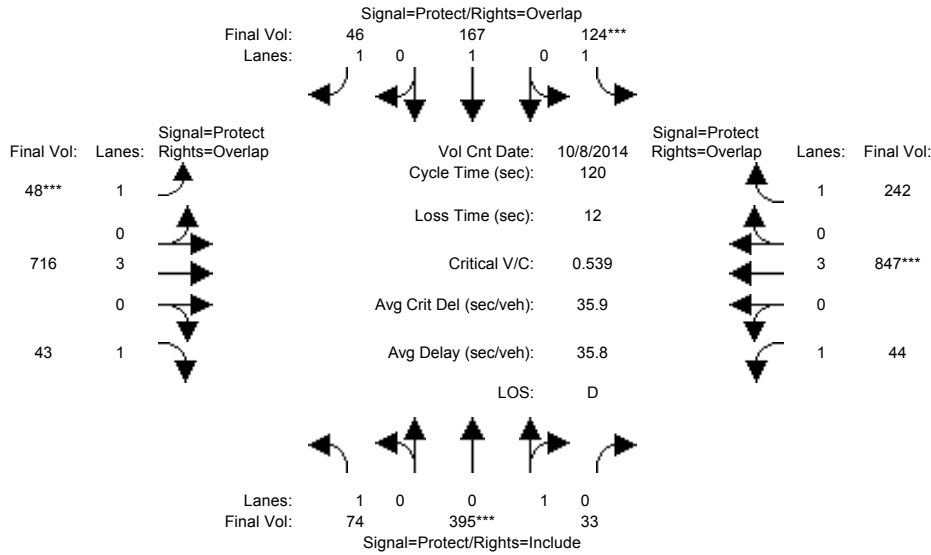 Signal=Protect/Rights=Overlap
Final Vol: 46 167 124***
Lanes: 1 0 1 0 1
Signal=Protect Signal=Protect
Final Vol: Lanes: Rights=Overlap Vol Cnt Date: 10/8/2014 Rights=Overlap Lanes: Final Vol:
Cycle Time (sec): 120
48*** 1 1 242
Loss Time (sec): 12
0 0
716 3 Critical V/C: 0.539 3 847***
0 Avg Crit Del (sec/veh): 35.9 0
43 1 Avg Delay (sec/veh): 35.8 1 44
LOS: D
Lanes: 1 0 0 1 0
Final Vol: 74 395*** 33
Signal=Protect/Rights=Include